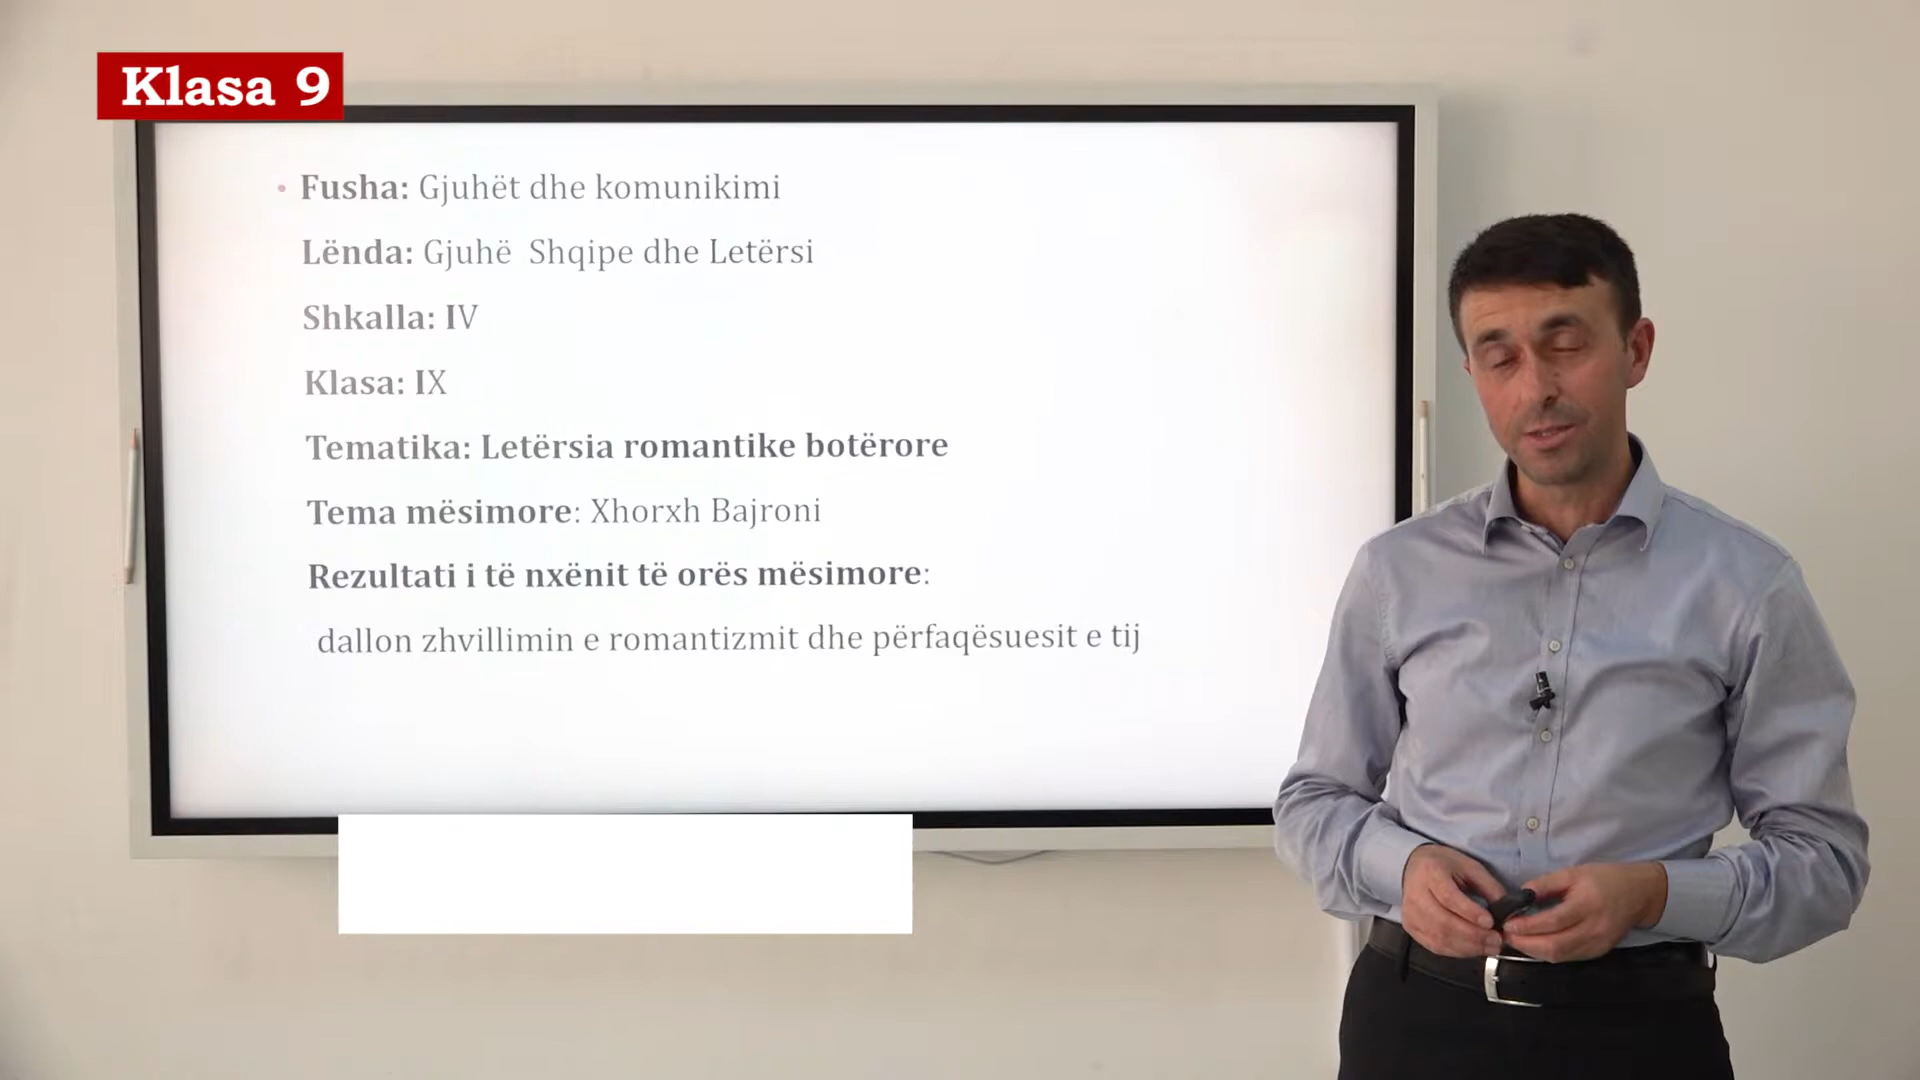 Klasa 9
• Fusha: Gjuhët dhe komunikimi
Lënda: Gjuhë Shqipe dhe Letërsi
Shkalla: IV
Klasa: IX
Tematika: Letërsia romantike botërore
Tema mësimore: Xhorxh Bajroni
Rezultati i të nxënit të orës mësimore:
dallon zhvillimin e romantizmit dhe përfaqësuesit e tij